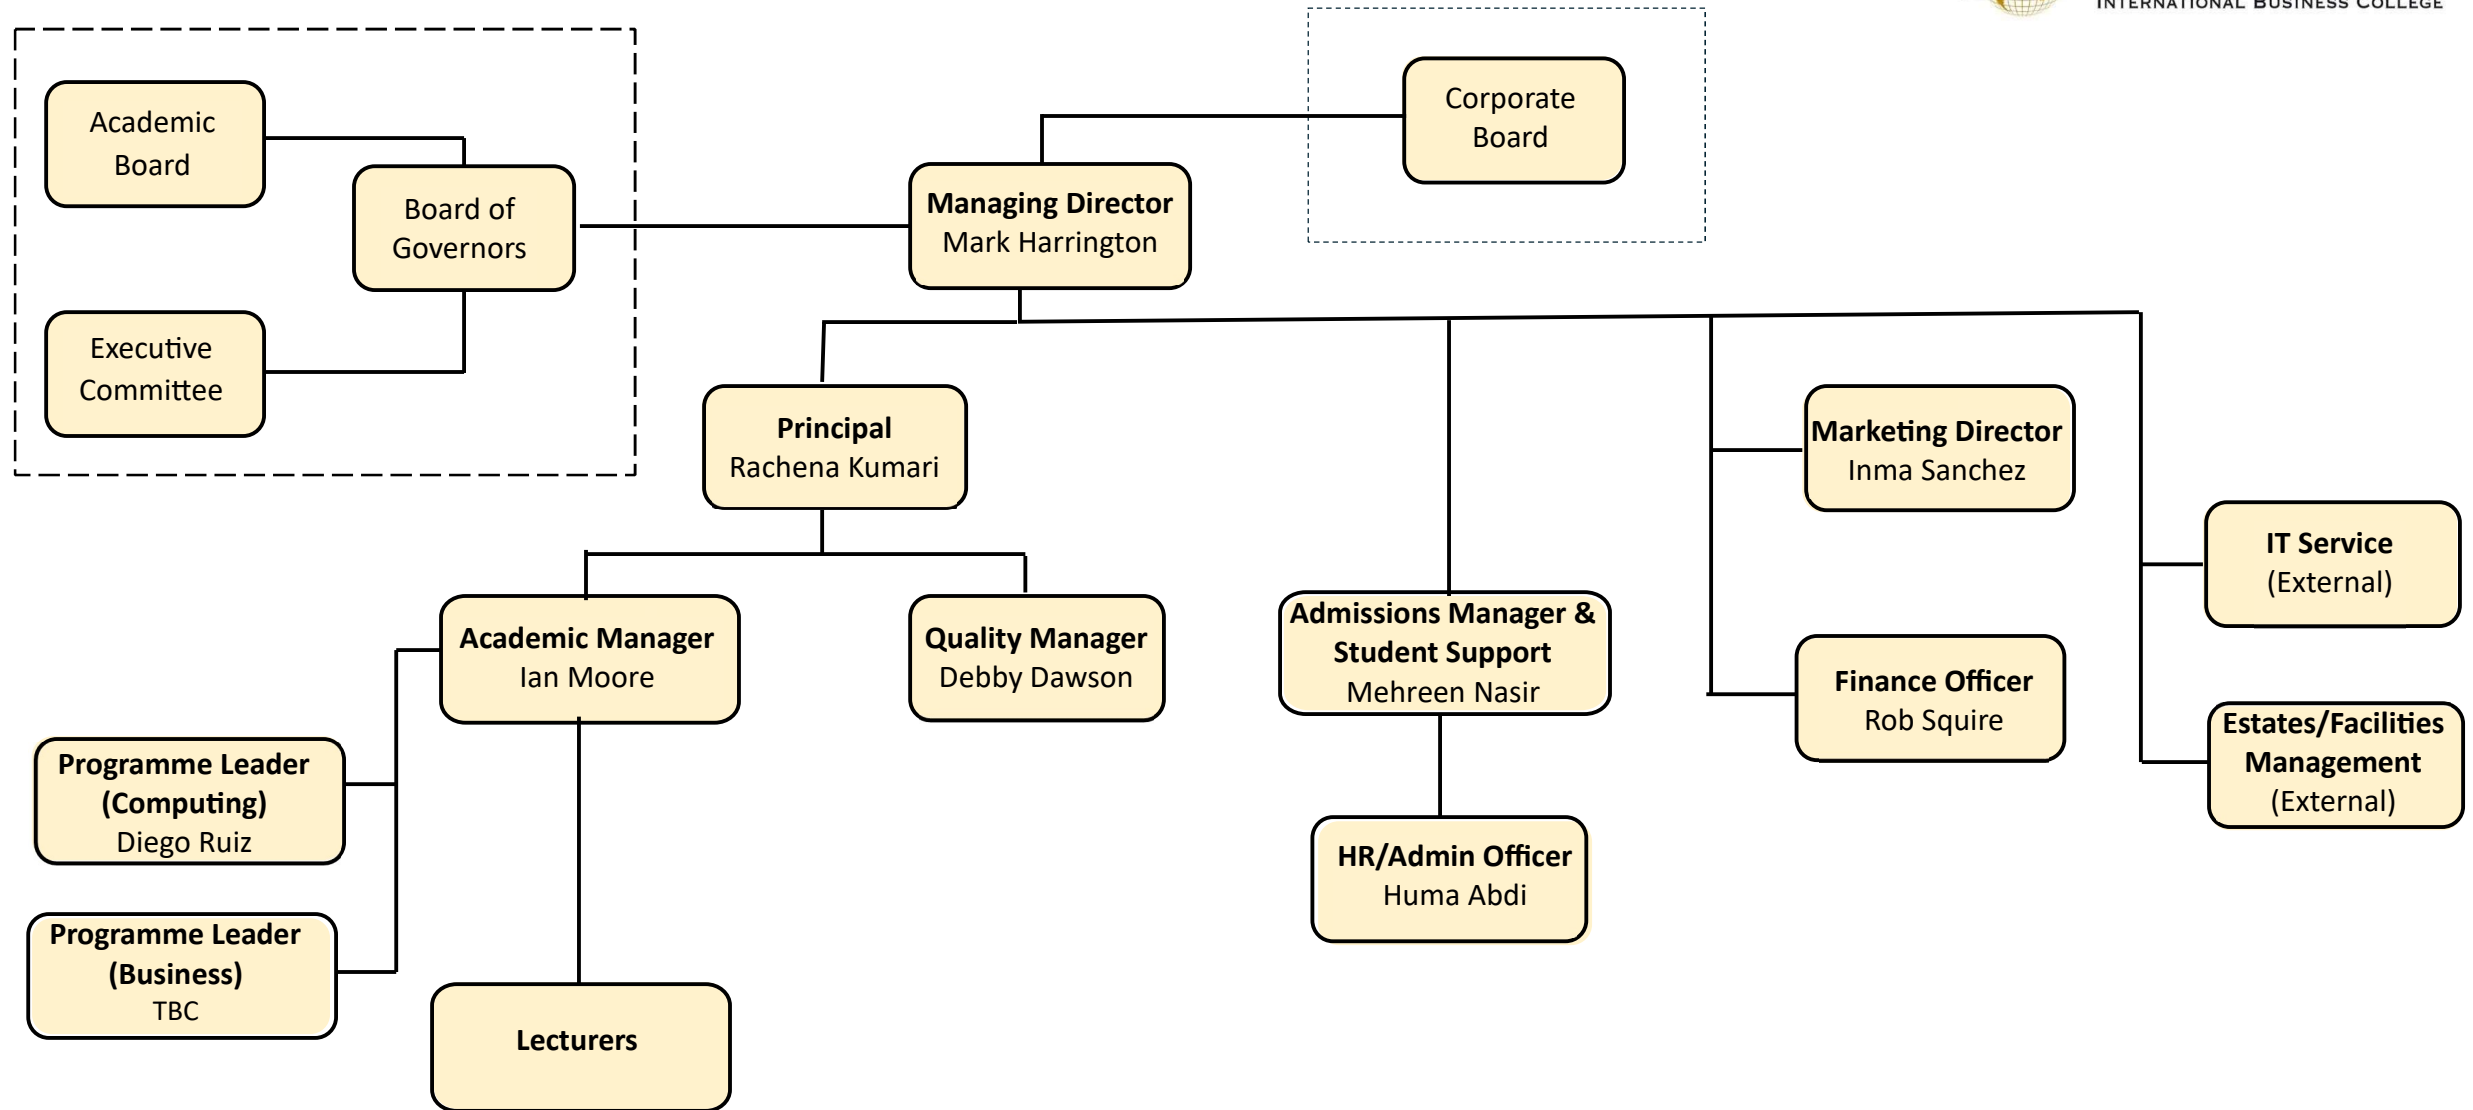 INTERNATIONAL BUSINESS COLLEGE
Academic
Board
Board of
Governors
Executive
Committee
Corporate
Board
Managing Director
Mark Harrington
Principal
Rachena Kumari
Marketing Director
Inma Sanchez
IT Service
(External)
Academic Manager
Ian Moore
Quality Manager
Debby Dawson
Admissions Manager &
Student Support
Mehreen Nasir
Finance Officer
Rob Squire
Estates/Facilities
Management
(External)
Programme Leader
(Computing)
Diego Ruiz
HR/Admin Officer
Huma Abdi
Programme Leader
(Business)
TBC
Lecturers